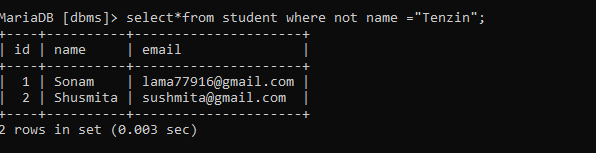 MariaDB [dbms]> select*from student where not name ="Tenzin";
+----+----------+---------------------+
| id | name     | email               |
+----+----------+---------------------+
|  1 | Sonam    | lama77916@gmail.com |
|  2 | Shusmita | sushmita@gmail.com  |
+----+----------+---------------------+
2 rows in set (0.003 sec)